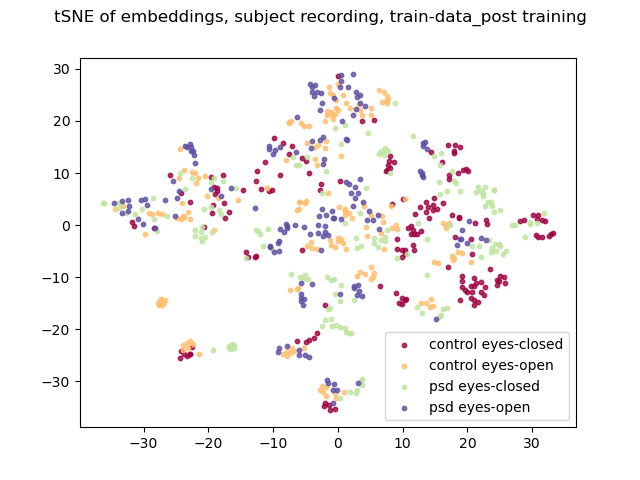 tSNE of embeddings, subject recording, train-data_post training
30
20
10
0
−10
−20
−30
−30
−20
−10
0
10
20
30
control eyes-closed
control eyes-open
psd eyes-closed
psd eyes-open